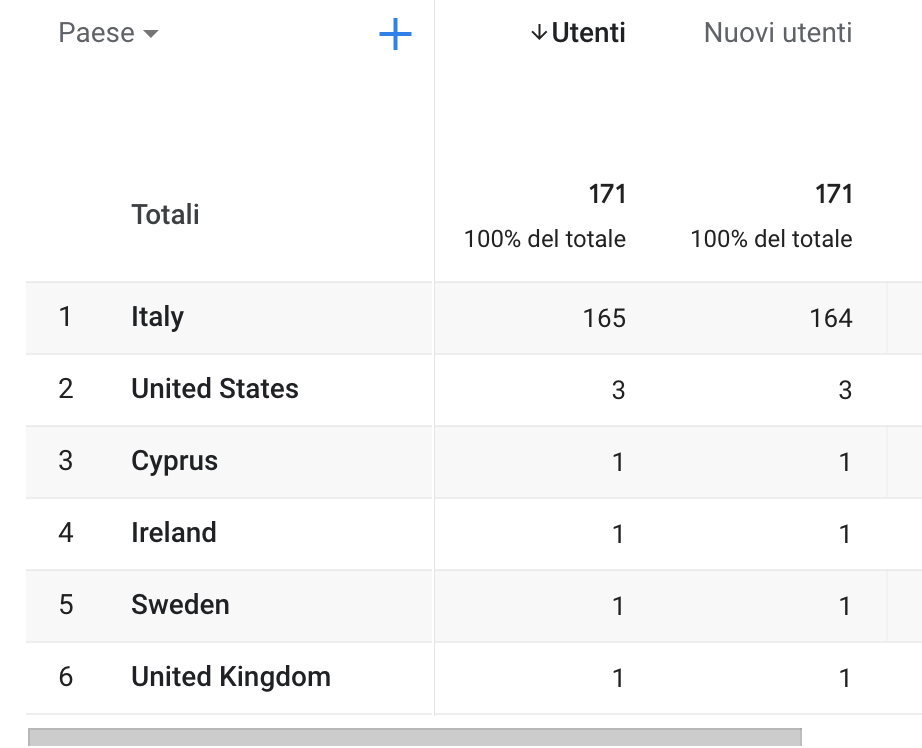 Paese + ↓Utenti Nuovi utenti
Totali 171 171
100% del totale 100% del totale
1 Italy 165 164
2 United States 3 3
3 Cyprus 1 1
4 Ireland 1 1
5 Sweden 1 1
6 United Kingdom 1 1